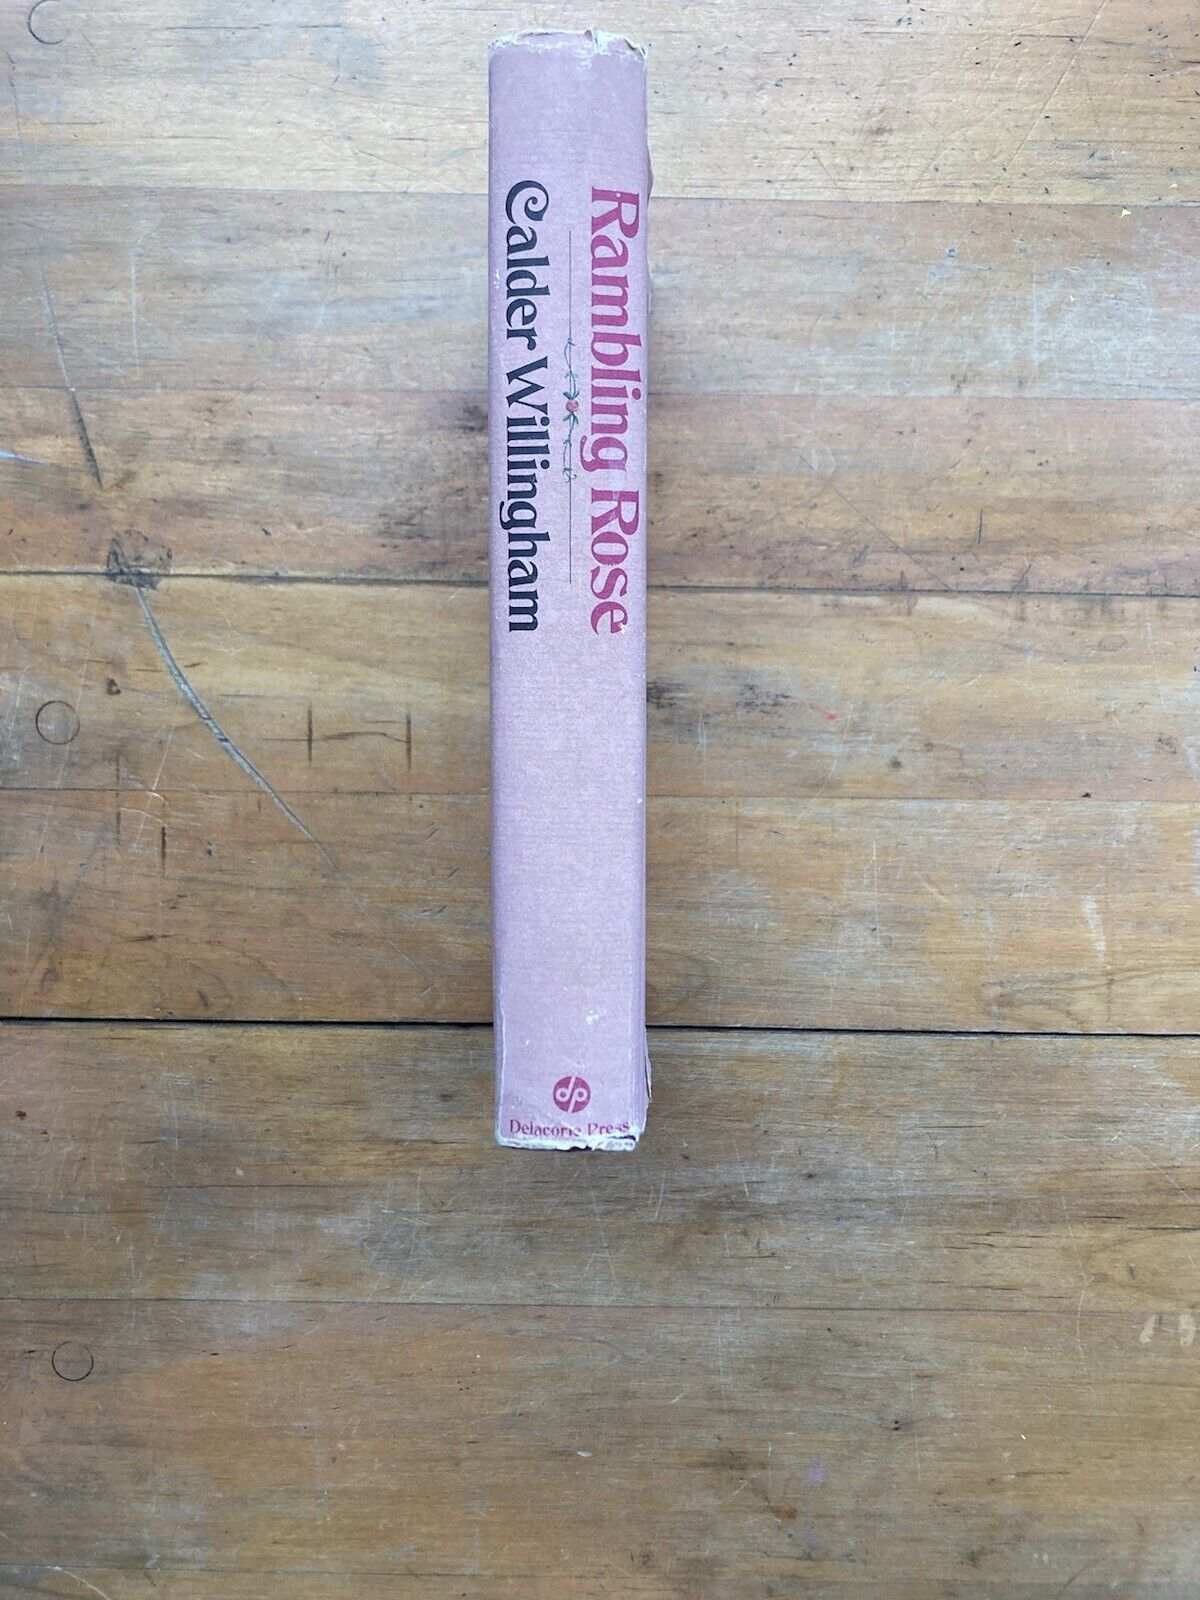 Rambling Rose
Calder Willingham
dp
Delacorte Press